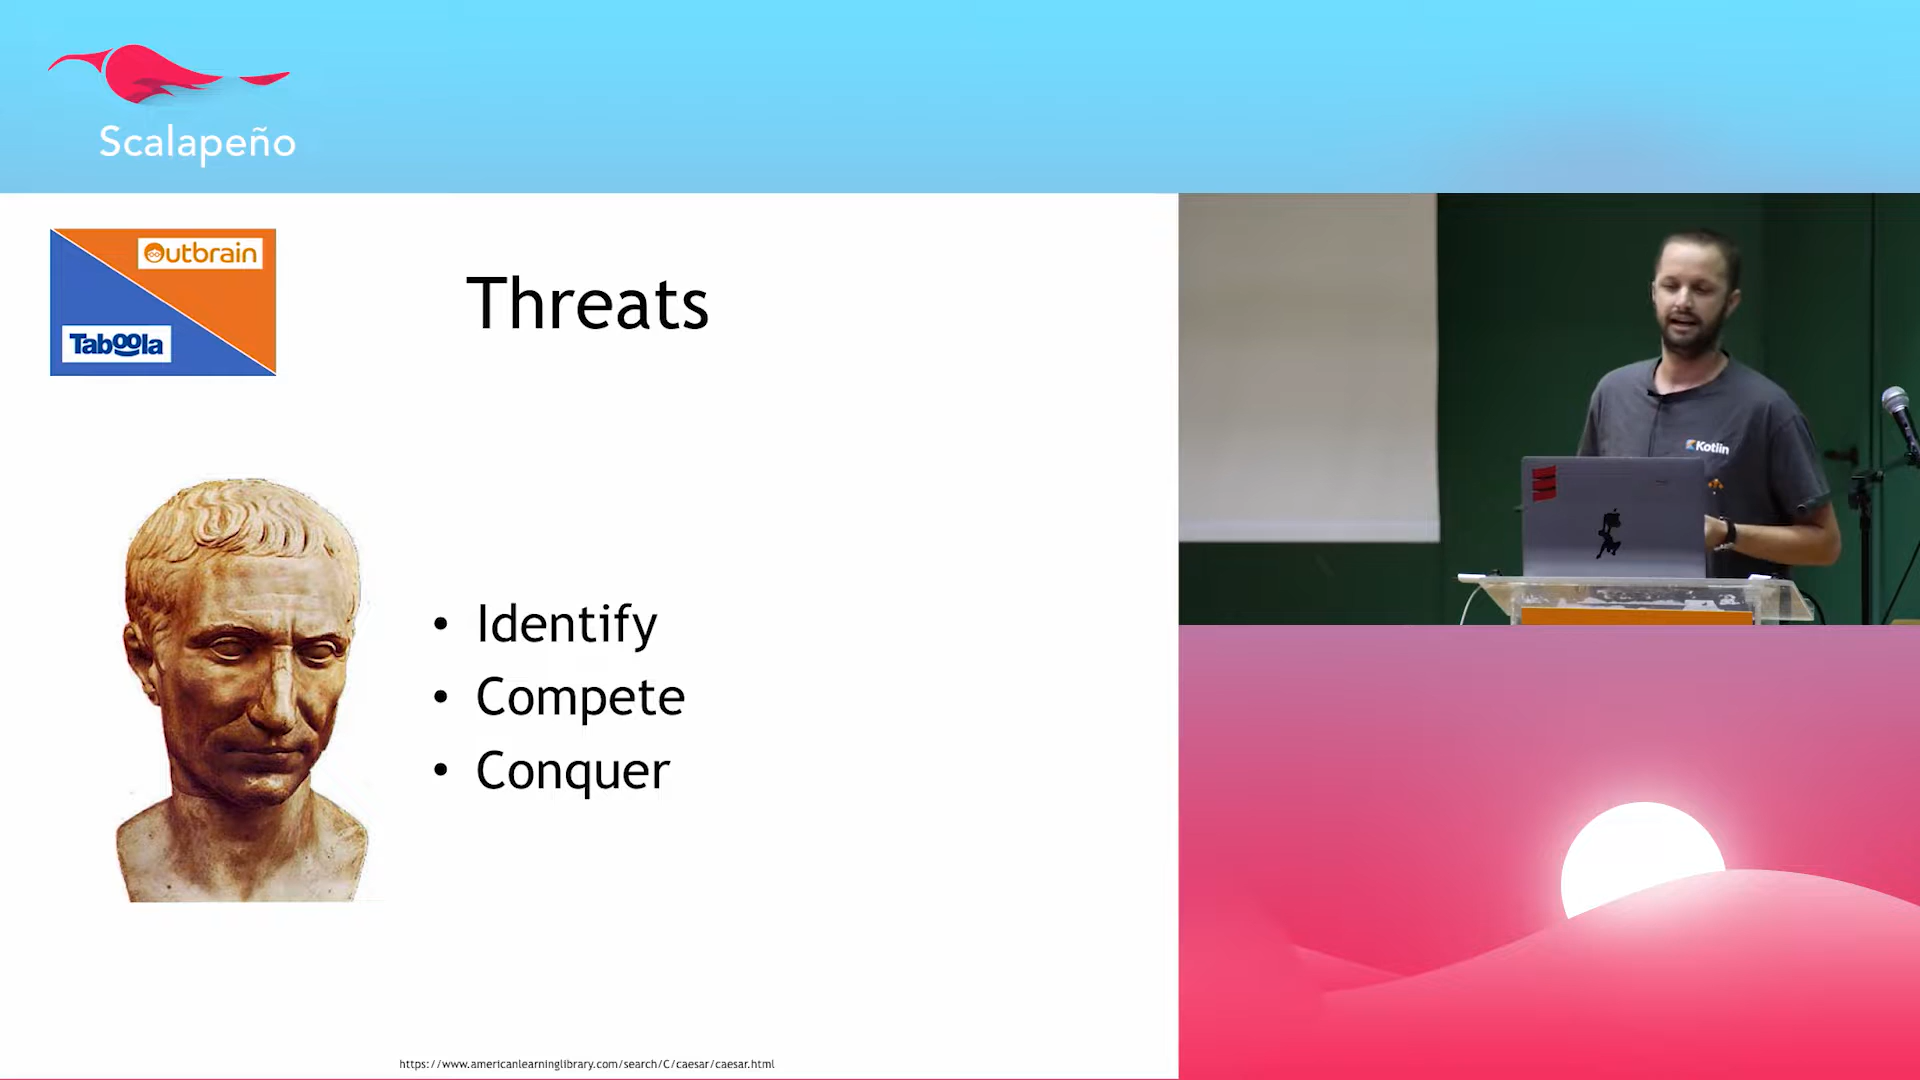 Scalapeño
Outbrain
Taboola
Threats
Kotlin
• Identify
• Compete
• Conquer
https://www.americanlearninglibrary.com/search/C/caesar/caesar.html